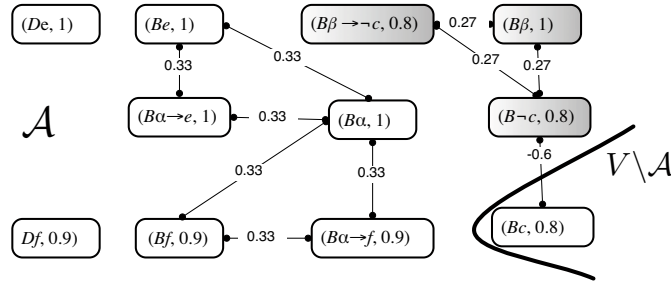 (De, 1) (Be, 1) (Bβ→¬c, 0.8) 0.27 (Bβ, 1)
0.33 0.33 0.27 0.27
𝒜 (Bα→e, 1) 0.33 (Bα, 1) (B¬c, 0.8)
0.33 0.33 -0.6 V\𝒜
Df, 0.9) (Bf, 0.9) 0.33 (Bα→f, 0.9) (Bc, 0.8)